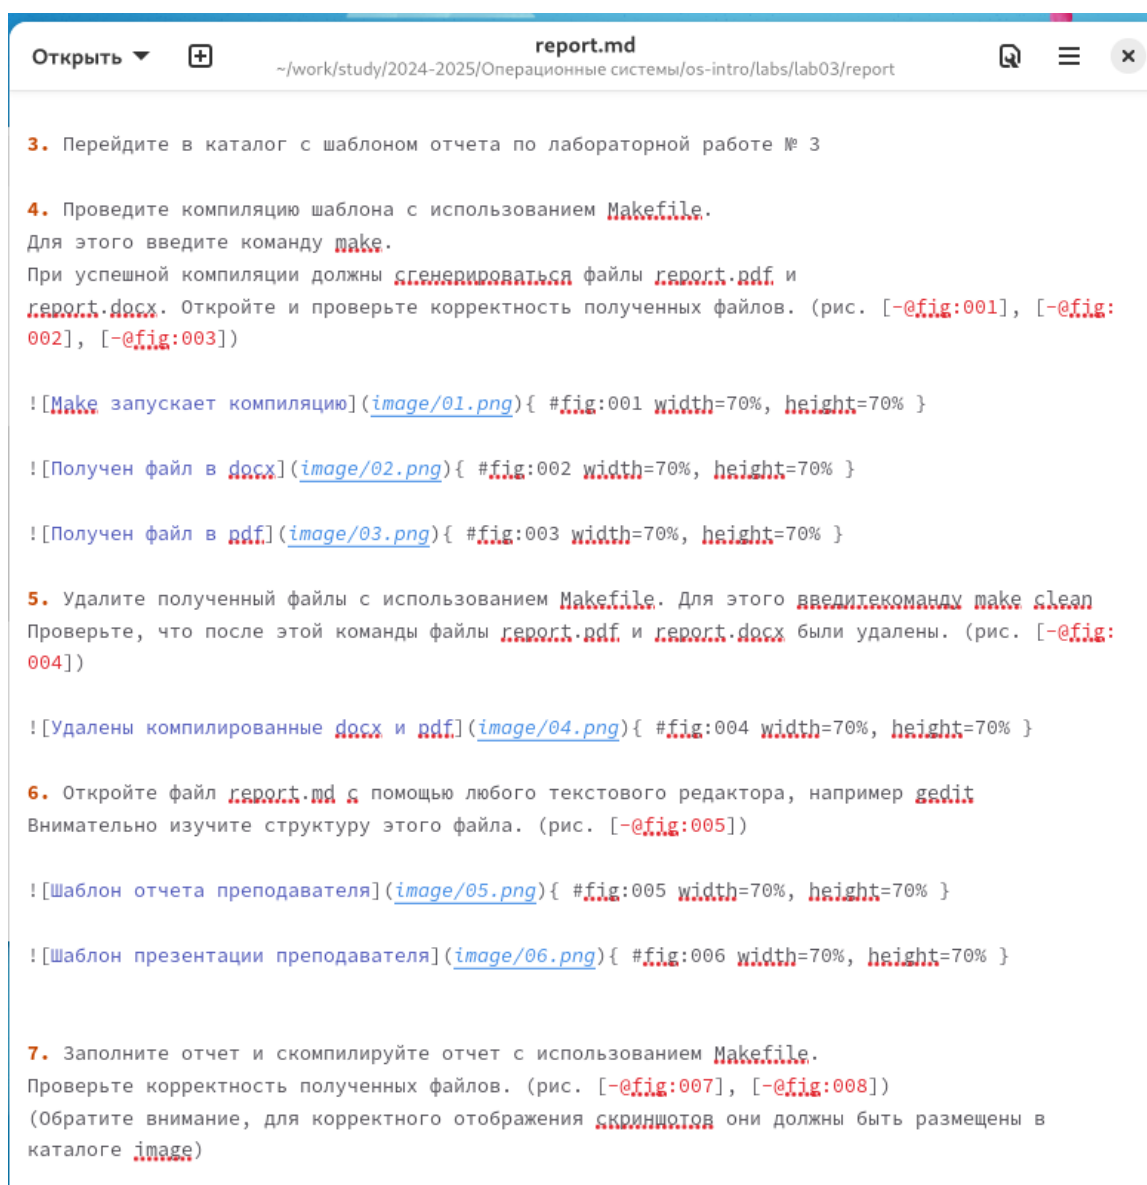 Открыть
report.md
~/work/study/2024-2025/Операционные системы/os-intro/labs/lab03/report
3. Перейдите в каталог с шаблоном отчета по лабораторной работе № 3
4. Проведите компиляцию шаблона с использованием Makefile.
Для этого введите команду make.
При успешной компиляции должны сгенерироваться файлы report.pdf и
report.docx. Откройте и проверьте корректность полученных файлов. (рис. [-@fig:001], [-@fig:
002], [-@fig:003])
![Make запускает компиляцию](image/01.png){ #fig:001 width=70%, height=70% }
![Получен файл в docx](image/02.png){ #fig:002 width=70%, height=70% }
![Получен файл в pdf](image/03.png){ #fig:003 width=70%, height=70% }
5. Удалите полученный файлы с использованием Makefile. Для этого введитекоманду make clean
Проверьте, что после этой команды файлы report.pdf и report.docx были удалены. (рис. [-@fig:
004])
![Удалены компилированные docx и pdf](image/04.png){ #fig:004 width=70%, height=70% }
6. Откройте файл report.md c помощью любого текстового редактора, например gedit
Внимательно изучите структуру этого файла. (рис. [-@fig:005])
![Шаблон отчета преподавателя](image/05.png){ #fig:005 width=70%, height=70% }
![Шаблон презентации преподавателя](image/06.png){ #fig:006 width=70%, height=70% }
7. Заполните отчет и скомпилируйте отчет с использованием Makefile.
Проверьте корректность полученных файлов. (рис. [-@fig:007], [-@fig:008])
(Обратите внимание, для корректного отображения скриншотов они должны быть размещены в
каталоге image)